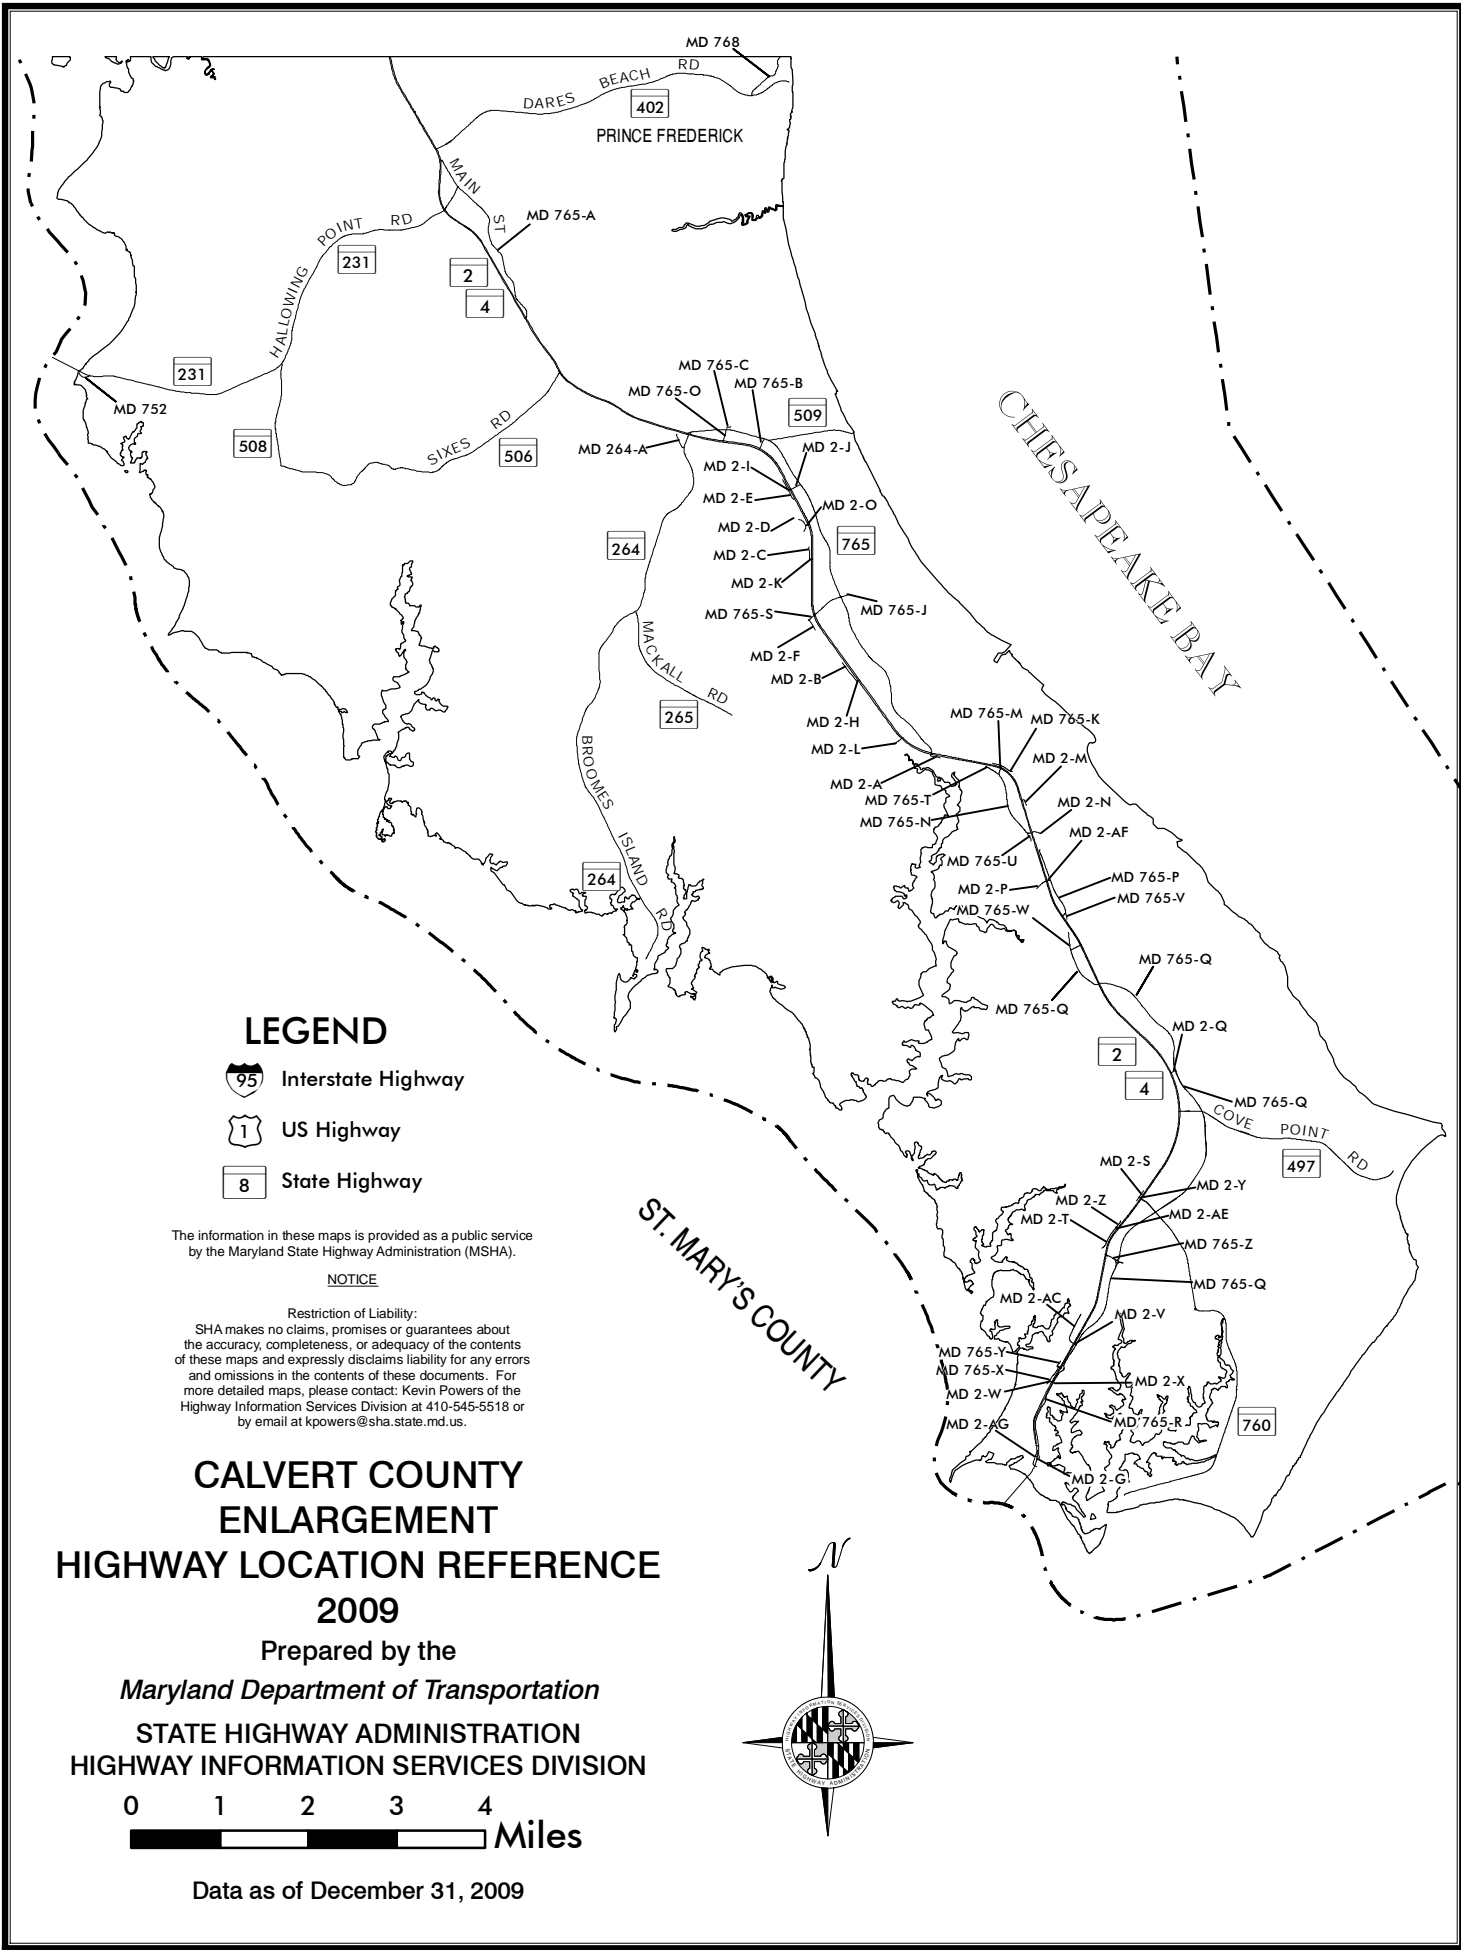 MD 768
DARES BEACH RD
402
PRINCE FREDERICK
MAIN ST
MD 765-A
HALLOWING POINT RD
231
2
4
231
MD 752
508
SIXES RD
506
MD 765-C
MD 765-O
MD 765-B
509
MD 264-A
MD 2-J
MD 2-I
MD 2-E
MD 2-O
MD 2-D
765
264
MD 2-C
MD 2-K
MD 765-S
MD 765-J
MD 2-F
MD 2-B
MACKALL RD
265
MD 2-H
MD 2-L
MD 765-M
MD 765-K
MD 2-M
MD 2-A
MD 765-T
MD 2-N
MD 765-N
MD 2-AF
MD 765-U
MD 765-P
MD 2-P
MD 765-V
MD 765-W
BROOMES ISLAND RD
264
CHESAPEAKE BAY
MD 765-Q
MD 765-Q
MD 2-Q
2
4
MD 765-Q
COVE POINT RD
497
MD 2-S
MD 2-Y
MD 2-Z
MD 2-AE
MD 2-T
MD 765-Z
MD 765-Q
MD 2-AC
MD 2-V
MD 765-Y
MD 765-X
MD 2-X
MD 2-W
MD 765-R
MD 2-AG
760
MD 2-G
ST. MARY'S COUNTY
LEGEND
95 Interstate Highway
1 US Highway
8 State Highway
The information in these maps is provided as a public service
by the Maryland State Highway Administration (MSHA).
NOTICE
Restriction of Liability:
SHA makes no claims, promises or guarantees about
the accuracy, completeness, or adequacy of the contents
of these maps and expressly disclaims liability for any errors
and omissions in the contents of these documents. For
more detailed maps, please contact: Kevin Powers of the
Highway Information Services Division at 410-545-5518 or
by email at kpowers@sha.state.md.us.
CALVERT COUNTY
ENLARGEMENT
HIGHWAY LOCATION REFERENCE
2009
Prepared by the
Maryland Department of Transportation
STATE HIGHWAY ADMINISTRATION
HIGHWAY INFORMATION SERVICES DIVISION
0 1 2 3 4
Miles
Data as of December 31, 2009
N
HIGHWAY INFORMATION SERVICES DIVISION
STATE HIGHWAY ADMINISTRATION